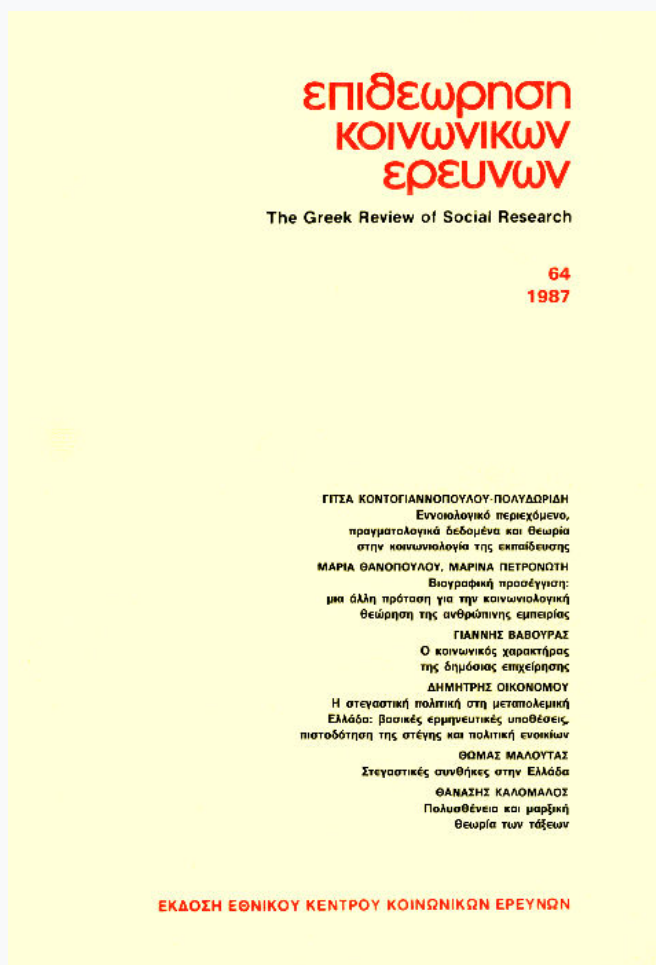 επιθεωρηση
κοινωνικων
ερευνων
The Greek Review of Social Research
64
1987
ΓΙΤΣΑ ΚΟΝΤΟΓΙΑΝΝΟΠΟΥΛΟΥ-ΠΟΛΥΔΩΡΙΔΗ
Εννοιολογικό περιεχόμενο,
πραγματολογικά δεδομένα και θεωρία
στην κοινωνιολογία της εκπαίδευσης
ΜΑΡΙΑ ΘΑΝΟΠΟΥΛΟΥ, ΜΑΡΙΝΑ ΠΕΤΡΟΝΩΤΗ
Βιογραφική προσέγγιση:
μια άλλη πρόταση για την κοινωνιολογική
θεώρηση της ανθρώπινης εμπειρίας
ΓΙΑΝΝΗΣ ΒΑΒΟΥΡΑΣ
Ο κοινωνικός χαρακτήρας
της δημόσιας επιχείρησης
ΔΗΜΗΤΡΗΣ ΟΙΚΟΝΟΜΟΥ
Η στεγαστική πολιτική στη μεταπολεμική
Ελλάδα: βασικές ερμηνευτικές υποθέσεις,
πιστοδότηση της στέγης και πολιτική ενοικίων
ΘΩΜΑΣ ΜΑΛΟΥΤΑΣ
Στεγαστικές συνθήκες στην Ελλάδα
ΘΑΝΑΣΗΣ ΚΑΛΟΜΑΛΟΣ
Πολυσθένεια και μαρξική
θεωρία των τάξεων
ΕΚΔΟΣΗ ΕΘΝΙΚΟΥ ΚΕΝΤΡΟΥ ΚΟΙΝΩΝΙΚΩΝ ΕΡΕΥΝΩΝ